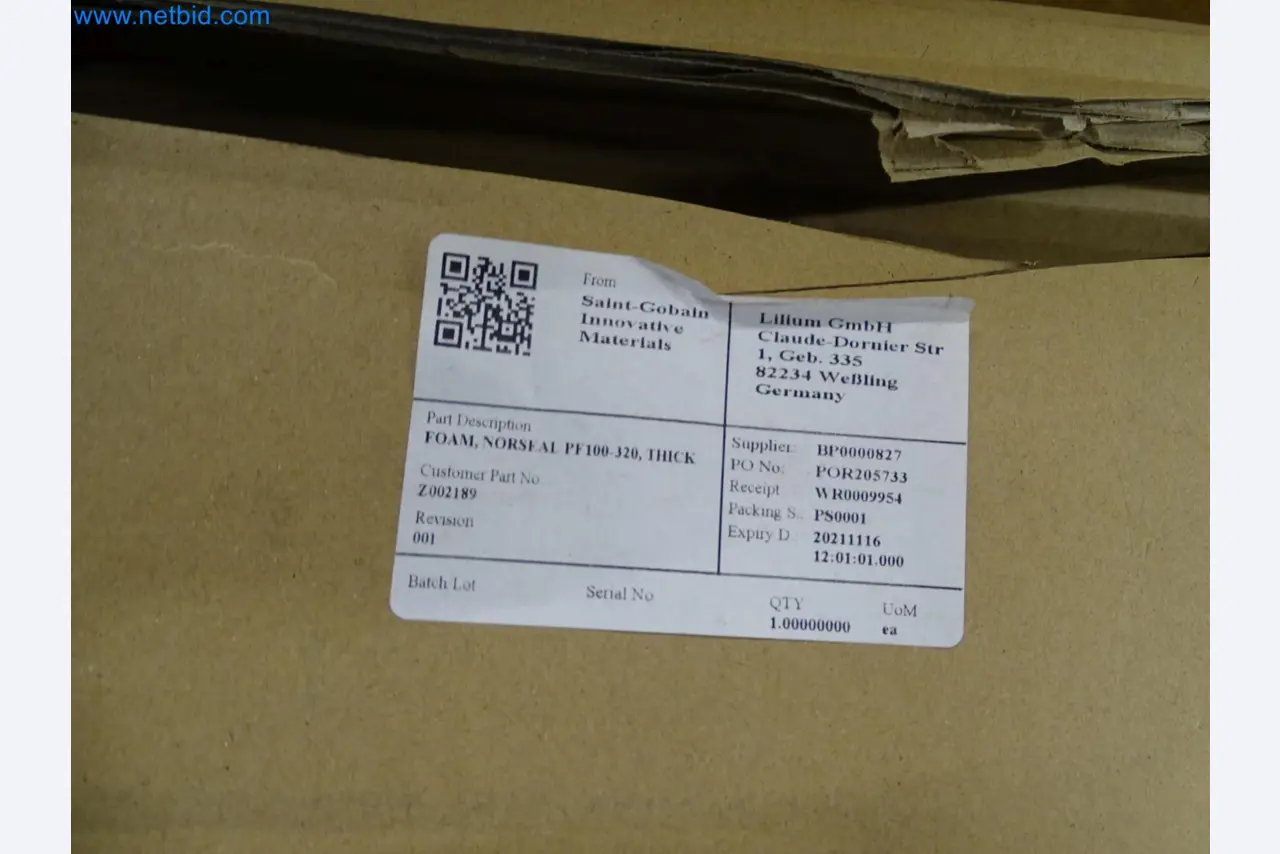 www.netbid.com
From
Saint-Gobain
Innovative
Materials
Lilium GmbH
Claude-Dornier Str
1, Geb. 335
82234 Weßling
Germany
Part Description
FOAM, NORSEAL PF100-320, THICK
Customer Part No
Z002189
Revision
001
Supplier: BP0000827
PO No: POR205733
Receipt WR0009954
Packing S.. PS0001
Expiry D 20211116
12:01:01.000
Batch Lot
Serial No
QTY
1.00000000
UoM
ea